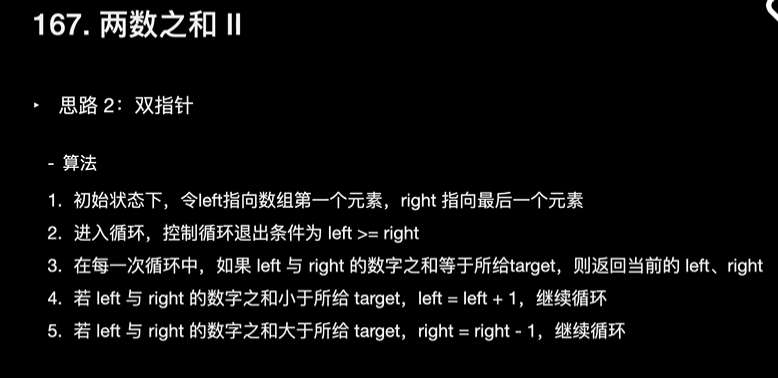 167. 两数之和 II
‣ 思路 2：双指针
- 算法
1. 初始状态下，令left指向数组第一个元素，right 指向最后一个元素
2. 进入循环，控制循环退出条件为 left >= right
3. 在每一次循环中，如果 left 与 right 的数字之和等于所给target，则返回当前的 left、right
4. 若 left 与 right 的数字之和小于所给 target，left = left + 1，继续循环
5. 若 left 与 right 的数字之和大于所给 target，right = right - 1，继续循环